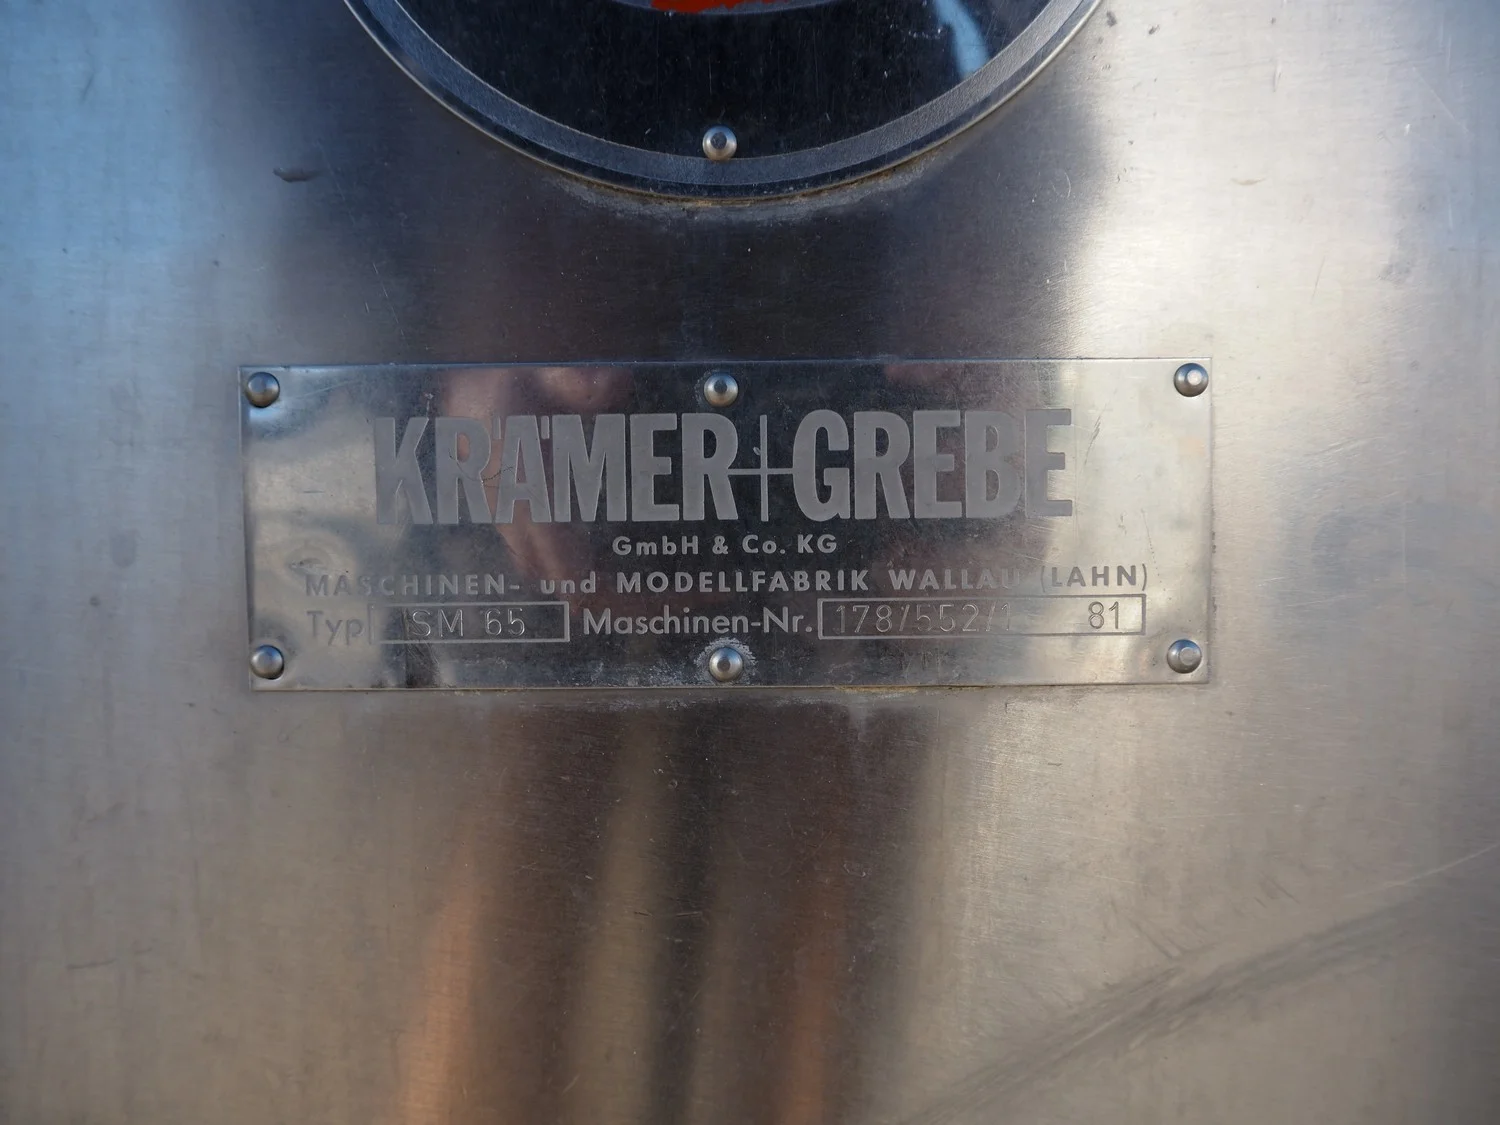 KRÄMER+GREBE
GmbH & Co. KG
MASCHINEN- und MODELLFABRIK WALLAU (LAHN)
Typ SM 65 Maschinen-Nr. 178/552/1 81